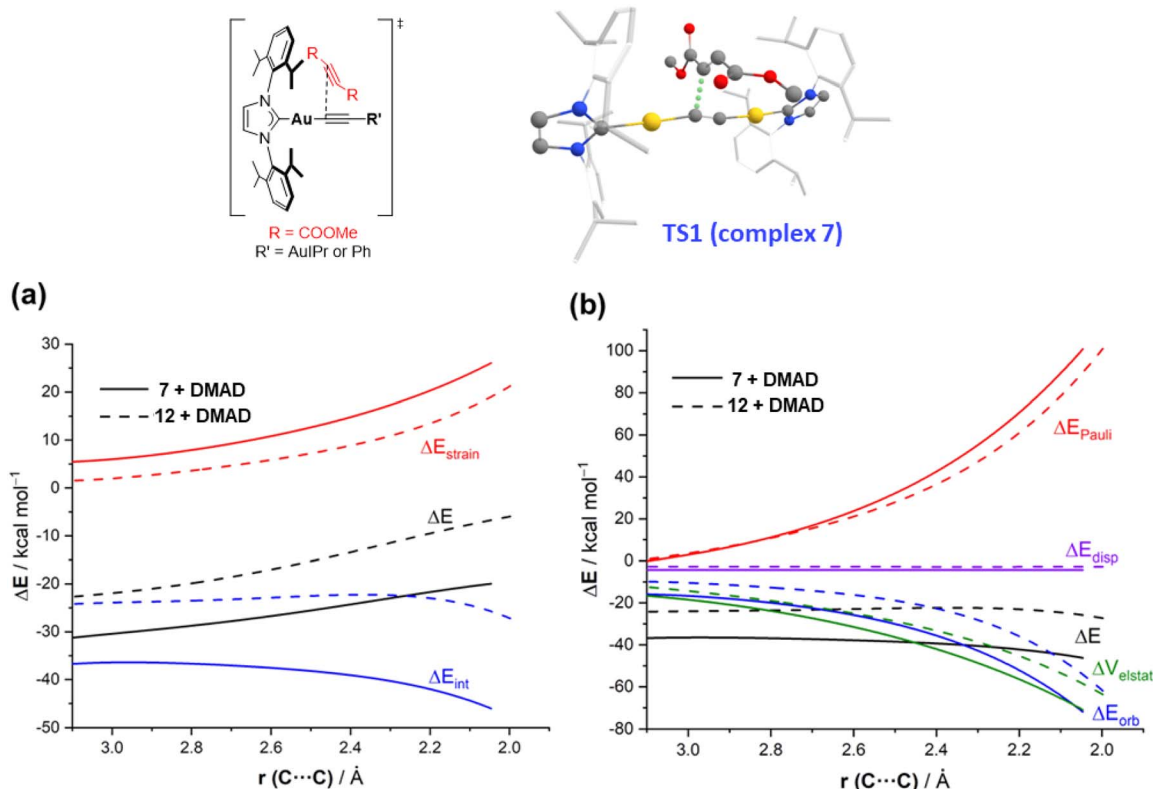 ‡
R
R
N
N
Au
R'
R = COOMe
R' = AuIPr or Ph
TS1 (complex 7)
(a)
30
20
10
0
-10
-20
-30
-40
-50
ΔE / kcal mol⁻¹
7 + DMAD
12 + DMAD
ΔE_strain
ΔE
ΔE_int
3.0 2.8 2.6 2.4 2.2 2.0
r (C···C) / Å
(b)
100
80
60
40
20
0
-20
-40
-60
-80
ΔE / kcal mol⁻¹
7 + DMAD
12 + DMAD
ΔE_Pauli
ΔE_disp
ΔE
ΔV_elstat
ΔE_orb
3.0 2.8 2.6 2.4 2.2 2.0
r (C···C) / Å